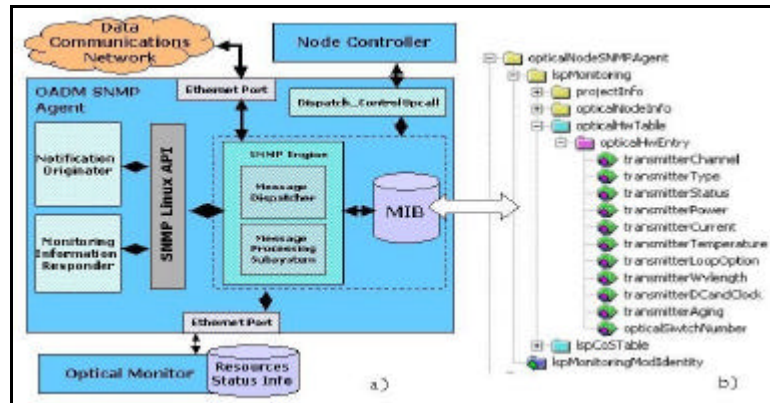 Data
Communications
Network
Node Controller
OADM SNMP
Agent
Ethernet Port
Dispatch_ControlUpcall
Notification
Originator
SNMP Linux API
SNMP Engine
Message
Dispatcher
MIB
Monitoring
Information
Responder
Message
Processing
Subsystem
Ethernet Port
Optical Monitor
Resources
Status Info
a)
opticalNodeSNMPAgent
lspMonitoring
projectInfo
opticalNodeInfo
opticalHwTable
opticalHwEntry
transmitterChannel
transmitterType
transmitterStatus
transmitterPower
transmitterCurrent
transmitterTemperature
transmitterLoopOption
transmitterWvlength
transmitterDCandClock
transmitterAging
opticalSiwtchNumber
lspCoSTable
lspMonitoringModIdentity
b)